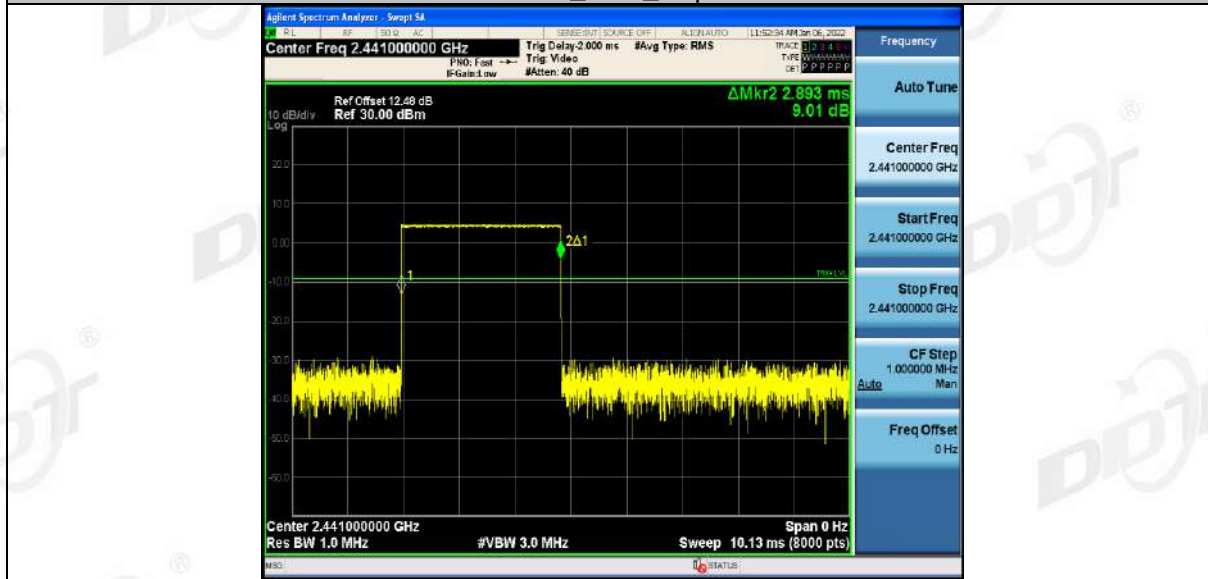 Agilent Spectrum Analyzer - Swept SA
RL RF 50 Ω AC SENSE:INT SOURCE OFF ALIGN AUTO 11:52:34 AM Jan 06, 2022
Center Freq 2.441000000 GHz
PNO: Fast
IFGain:Low
Trig Delay-2.000 ms #Avg Type: RMS
Trig: Video
#Atten: 40 dB
TRACE 1 2 3 4 5 6
TYPE
DET P P P P P P
Frequency
Auto Tune
Center Freq
2.441000000 GHz
Start Freq
2.441000000 GHz
Stop Freq
2.441000000 GHz
CF Step
1.000000 MHz
Auto Man
Freq Offset
0 Hz
ΔMkr2 2.893 ms
9.01 dB
Ref Offset 12.48 dB
10 dB/div Ref 30.00 dBm
Log
20.0
10.0
0.00
-10.0
-20.0
-30.0
-40.0
-50.0
-60.0
2Δ1
1
TRIG LVL
Center 2.441000000 GHz Span 0 Hz
Res BW 1.0 MHz #VBW 3.0 MHz Sweep 10.13 ms (8000 pts)
MSG STATUS
DDT
®